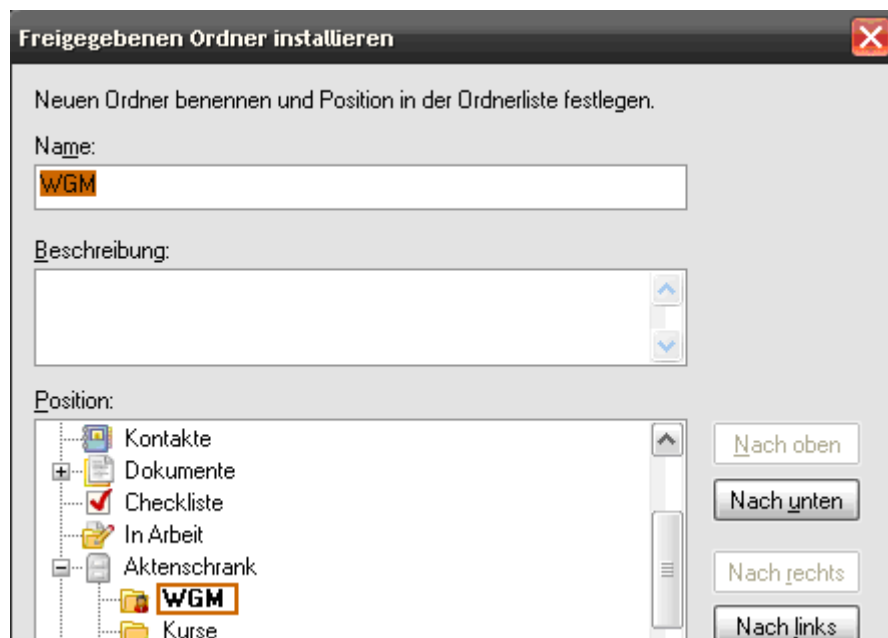 Freigegebenen Ordner installieren
Neuen Ordner benennen und Position in der Ordnerliste festlegen.
Name:
WGM
Beschreibung:
Position:
Kontakte
Dokumente
Checkliste
In Arbeit
Aktenschrank
WGM
Kurse
Nach oben
Nach unten
Nach rechts
Nach links